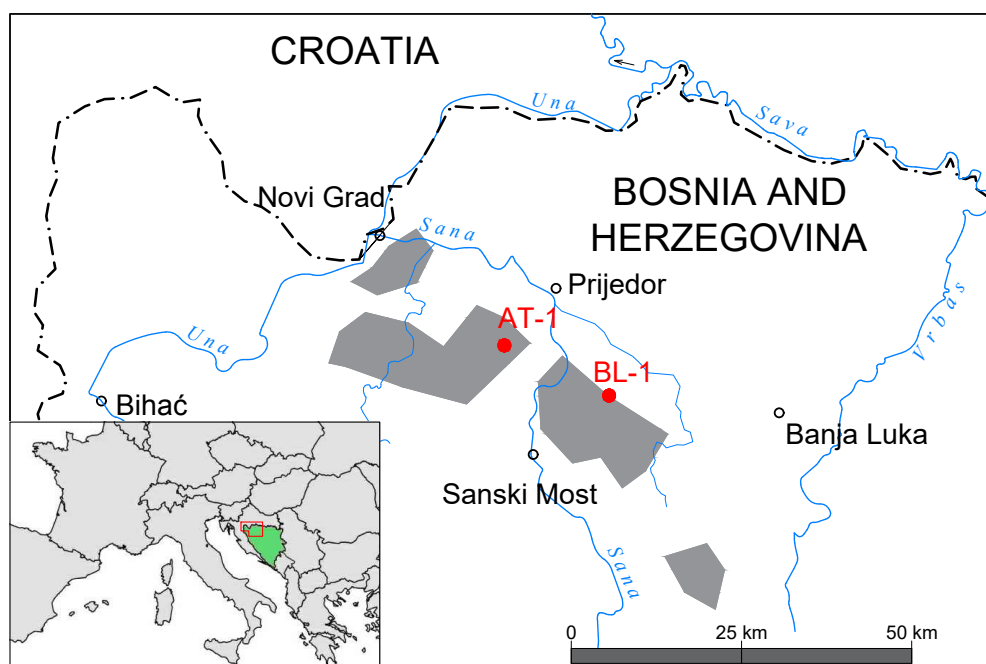 CROATIA
Una
Sava
Novi Grad
BOSNIA AND
HERZEGOVINA
Sana
Prijedor
AT-1
Una
Vrbas
BL-1
Bihać
Banja Luka
Sanski Most
Sana
0
25 km
50 km